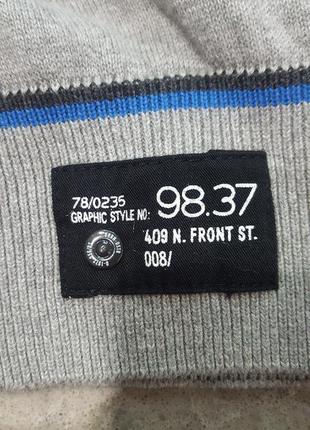 78/0235
GRAPHIC STYLE NO: 98.37
409 N. FRONT ST.
008/